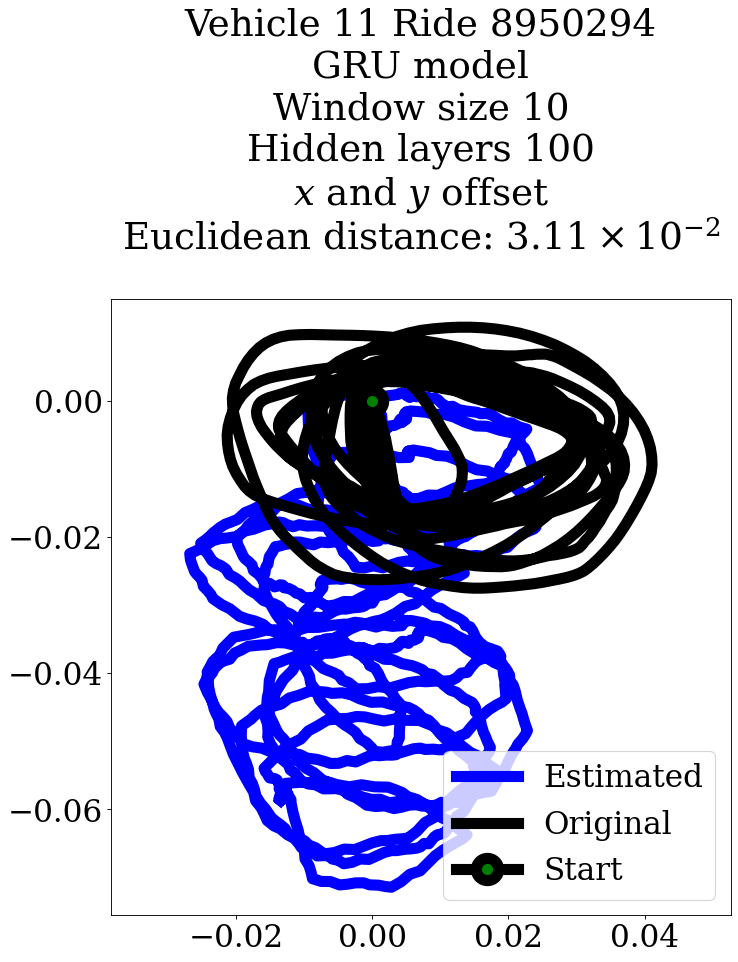 Vehicle 11 Ride 8950294
GRU model
Window size 10
Hidden layers 100
x and y offset
Euclidean distance: 3.11 × 10⁻²
0.00
−0.02
−0.04
−0.06
Estimated
Original
Start
−0.02 0.00 0.02 0.04